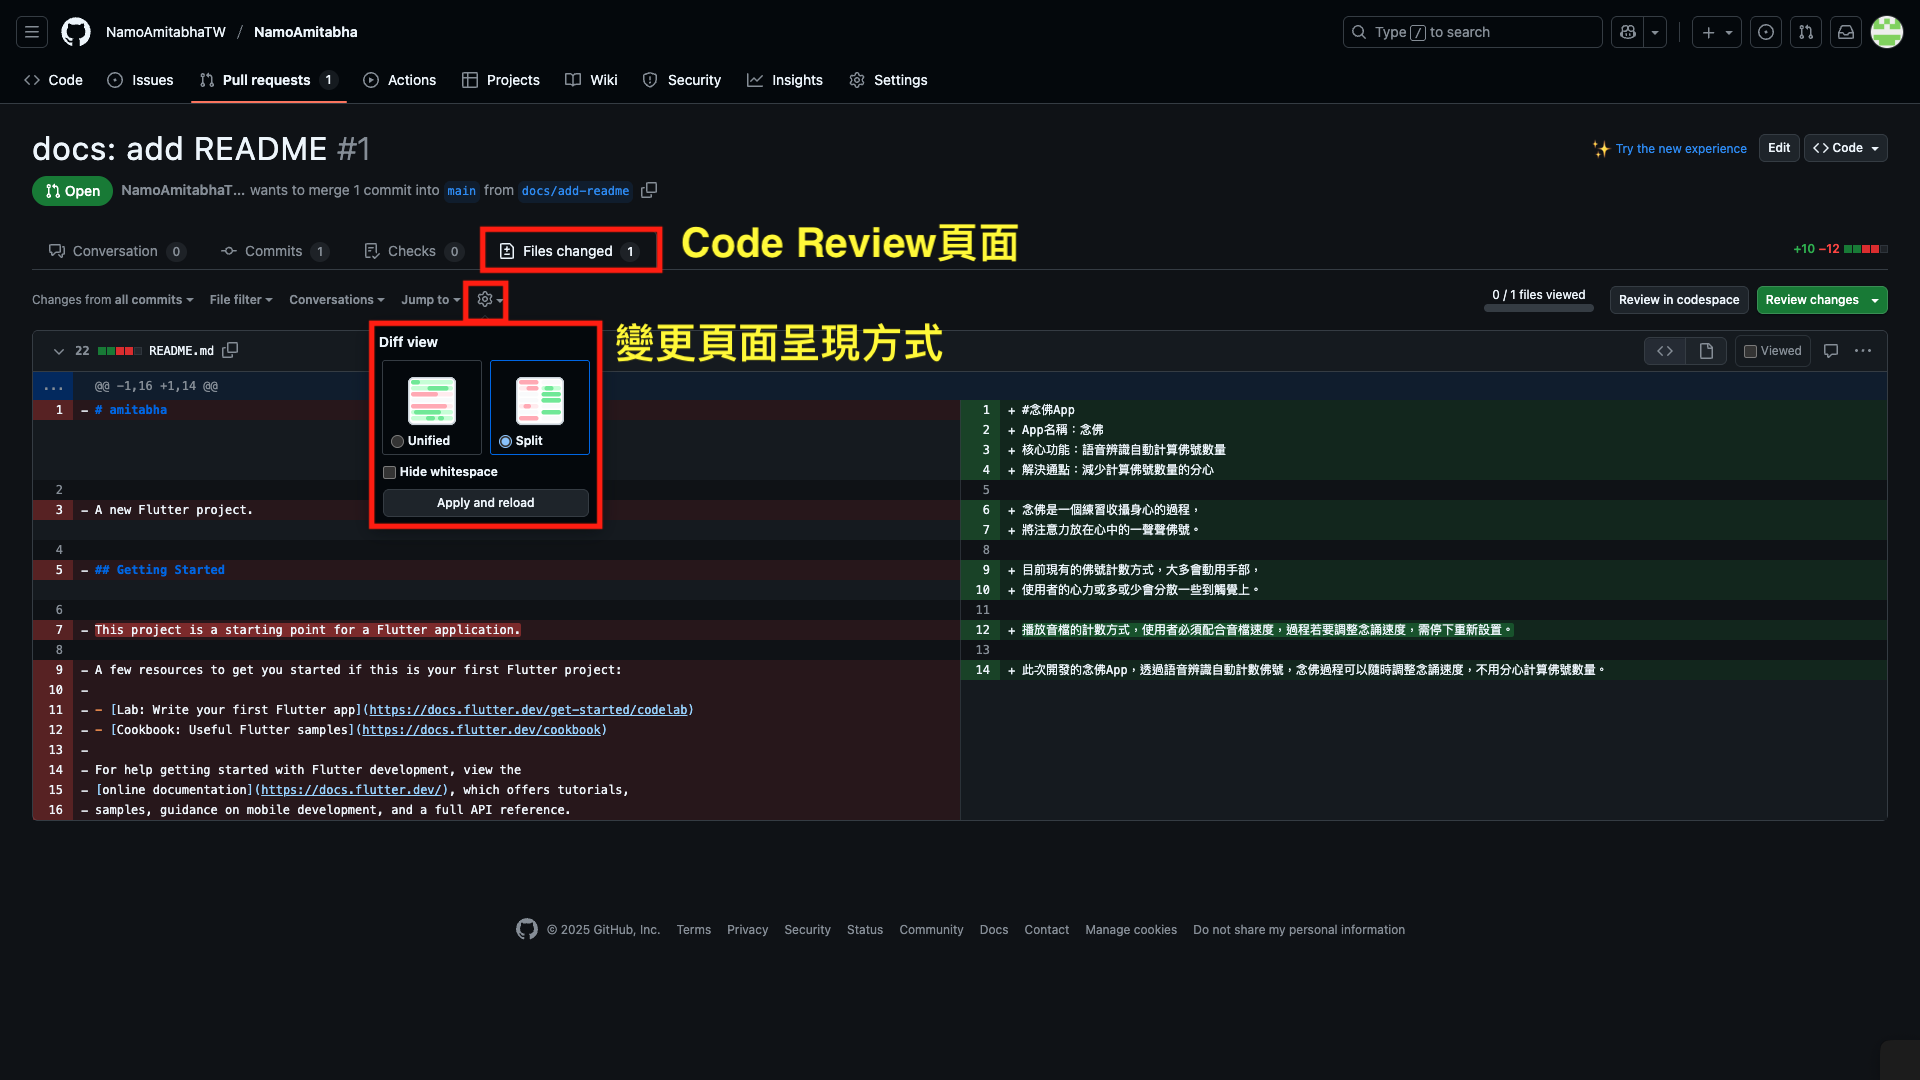 NamoAmitabhaTW / NamoAmitabha
Type / to search
Code
Issues
Pull requests 1
Actions
Projects
Wiki
Security
Insights
Settings
docs: add README #1
Try the new experience
Edit
Code
Open
NamoAmitabhaT... wants to merge 1 commit into main from docs/add-readme
Conversation 0
Commits 1
Checks 0
Files changed 1
Code Review頁面
+10 −12
Changes from all commits
File filter
Conversations
Jump to
0 / 1 files viewed
Review in codespace
Review changes
變更頁面呈現方式
Diff view
Unified
Split
Hide whitespace
Apply and reload
22 README.md
Viewed
... @@ -1,16 +1,14 @@
1 - # amitabha
2
3 - A new Flutter project.
4
5 - ## Getting Started
6
7 - This project is a starting point for a Flutter application.
8
9 - A few resources to get you started if this is your first Flutter project:
10 -
11 - - [Lab: Write your first Flutter app](https://docs.flutter.dev/get-started/codelab)
12 - - [Cookbook: Useful Flutter samples](https://docs.flutter.dev/cookbook)
13 -
14 - For help getting started with Flutter development, view the
15 - [online documentation](https://docs.flutter.dev/), which offers tutorials,
16 - samples, guidance on mobile development, and a full API reference.
1 + #念佛App
2 + App名稱：念佛
3 + 核心功能：語音辨識自動計算佛號數量
4 + 解決通點：減少計算佛號數量的分心
5
6 + 念佛是一個練習收攝身心的過程，
7 + 將注意力放在心中的一聲聲佛號。
8
9 + 目前現有的佛號計數方式，大多會動用手部，
10 + 使用者的心力或多或少會分散一些到觸覺上。
11
12 + 播放音檔的計數方式，使用者必須配合音檔速度，過程若要調整念誦速度，需停下重新設置。
13
14 + 此次開發的念佛App，透過語音辨識自動計數佛號，念佛過程可以隨時調整念誦速度，不用分心計算佛號數量。
© 2025 GitHub, Inc.
Terms
Privacy
Security
Status
Community
Docs
Contact
Manage cookies
Do not share my personal information